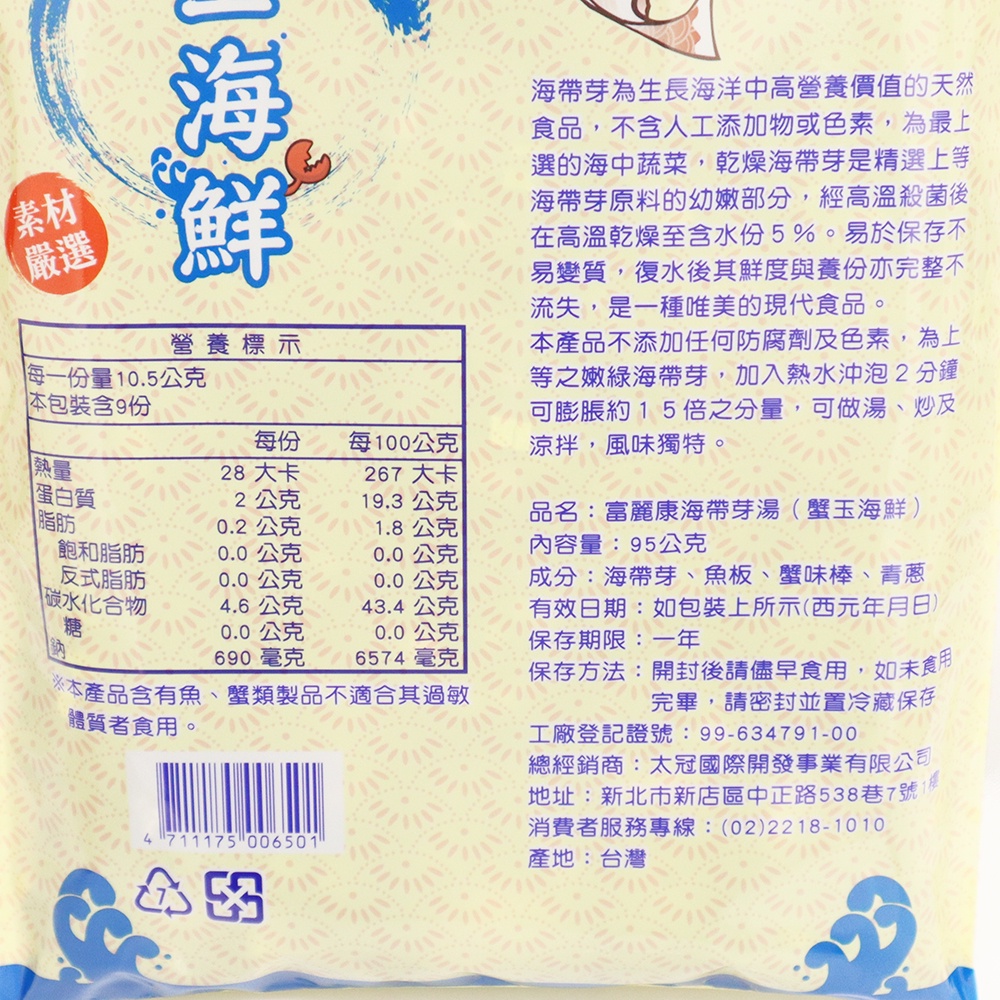 海
鮮
素材
嚴選
營養標示
每一份量10.5公克
本包裝含9份
每份 每100公克
熱量 28 大卡 267 大卡
蛋白質 2 公克 19.3 公克
脂肪 0.2 公克 1.8 公克
飽和脂肪 0.0 公克 0.0 公克
反式脂肪 0.0 公克 0.0 公克
碳水化合物 4.6 公克 43.4 公克
糖 0.0 公克 0.0 公克
鈉 690 毫克 6574 毫克
※本產品含有魚、蟹類製品不適合其過敏
體質者食用。
4 711175 006501
7
海帶芽為生長海洋中高營養價值的天然
食品，不含人工添加物或色素，為最上
選的海中蔬菜，乾燥海帶芽是精選上等
海帶芽原料的幼嫩部分，經高溫殺菌後
在高溫乾燥至含水份5%。易於保存不
易變質，復水後其鮮度與養份亦完整不
流失，是一種唯美的現代食品。
本產品不添加任何防腐劑及色素，為上
等之嫩綠海帶芽，加入熱水沖泡2分鐘
可膨脹約15倍之分量，可做湯、炒及
涼拌，風味獨特。
品名：富麗康海帶芽湯（蟹玉海鮮）
內容量：95公克
成分：海帶芽、魚板、蟹味棒、青蔥
有效日期：如包裝上所示(西元年月日)
保存期限：一年
保存方法：開封後請儘早食用，如未食用
完畢，請密封並置冷藏保存
工廠登記證號：99-634791-00
總經銷商：太冠國際開發事業有限公司
地址：新北市新店區中正路538巷7號1樓
消費者服務專線：(02)2218-1010
產地：台灣